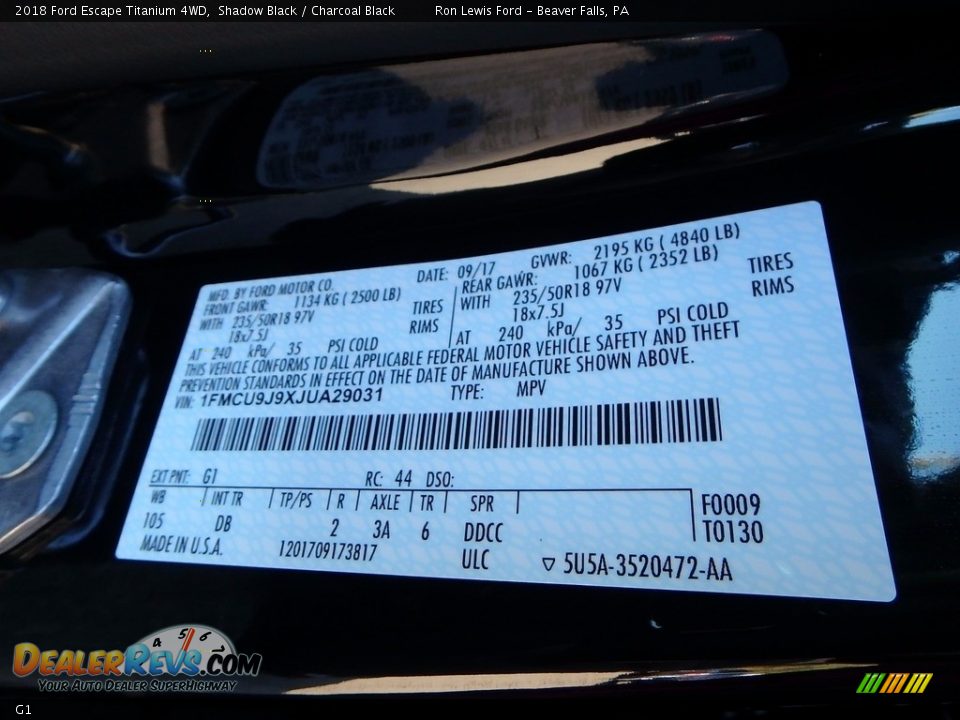 2018 Ford Escape Titanium 4WD, Shadow Black / Charcoal Black Ron Lewis Ford - Beaver Falls, PA
MFD. BY FORD MOTOR CO. DATE: 09/17 GVWR: 2195 KG ( 4840 LB)
FRONT GAWR: 1134 KG ( 2500 LB) REAR GAWR: 1067 KG ( 2352 LB)
WITH 235/50R18 97V TIRES WITH 235/50R18 97V TIRES
18x7.5J RIMS 18x7.5J RIMS
AT 240 kPa/ 35 PSI COLD AT 240 kPa/ 35 PSI COLD
THIS VEHICLE CONFORMS TO ALL APPLICABLE FEDERAL MOTOR VEHICLE SAFETY AND THEFT
PREVENTION STANDARDS IN EFFECT ON THE DATE OF MANUFACTURE SHOWN ABOVE.
VIN: 1FMCU9J9XJUA29031 TYPE: MPV
EXT PNT: G1 RC: 44 DSO:
WB INT TR TP/PS R AXLE TR SPR F0009
105 DB 2 3A 6 DDCC T0130
MADE IN U.S.A. 1201709173817 ULC ▽ 5U5A-3520472-AA
4 5 6
DEALERREVS.COM
YOUR AUTO DEALER SUPERHIGHWAY
G1